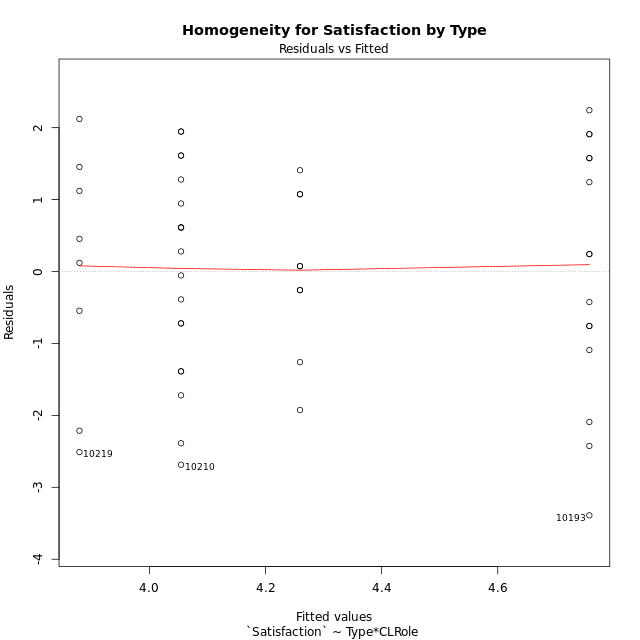 Homogeneity for Satisfaction by Type
Residuals vs Fitted
Residuals
2
1
0
-1
-2
-3
-4
10219
10210
10193
4.0 4.2 4.4 4.6
Fitted values
`Satisfaction` ~ Type*CLRole